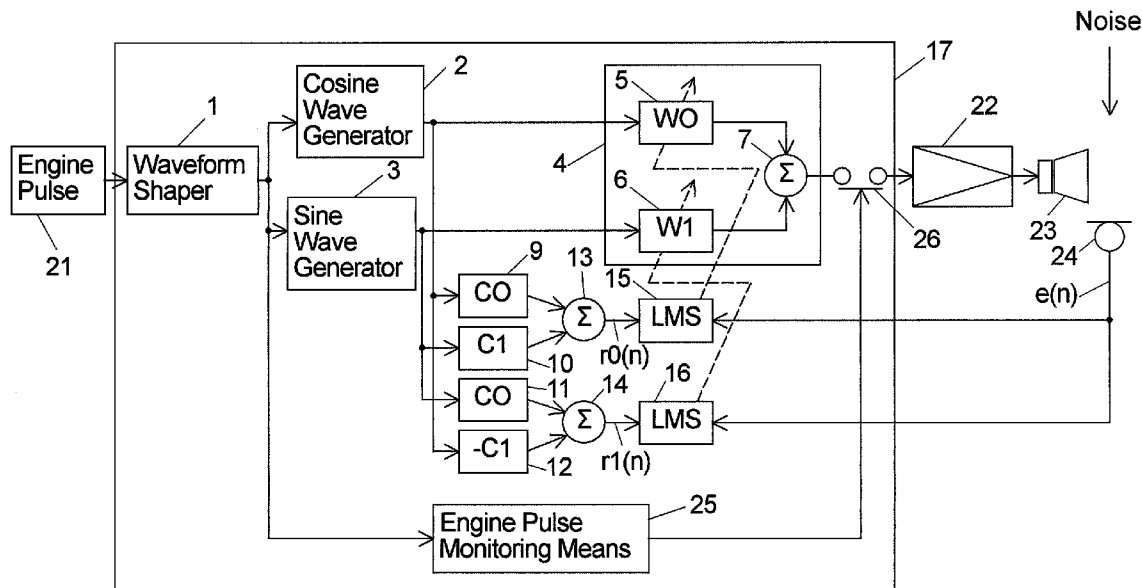 Noise
2
17
Cosine
Wave
Generator
1
5
WO
22
4
7
Σ
Engine
Pulse
Waveform
Shaper
3
6
W1
21
Sine
Wave
Generator
26
23
24
9
13
15
CO
Σ
LMS
e(n)
C1
10
r0(n)
11
14
16
CO
Σ
LMS
-C1
12
r1(n)
25
Engine Pulse
Monitoring Means